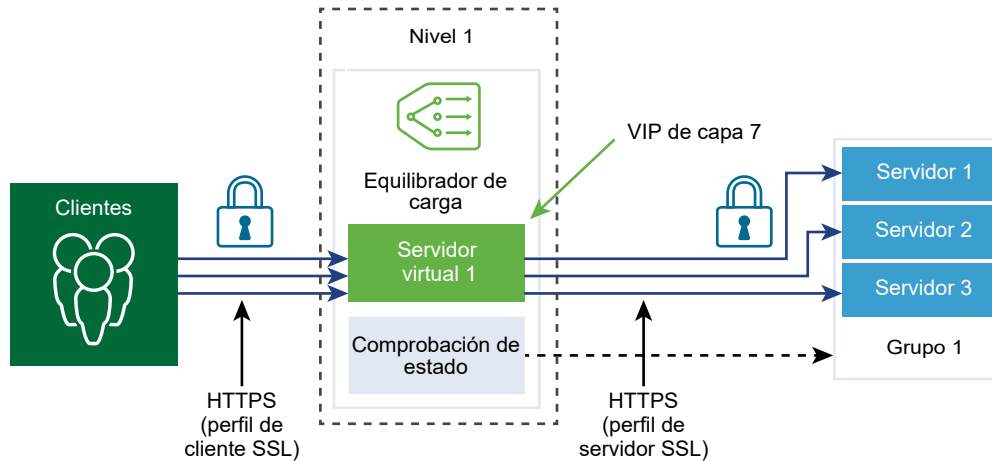 Nivel 1
VIP de capa 7
Equilibrador de
carga
Clientes
Servidor
virtual 1
Servidor 1
Servidor 2
Servidor 3
Grupo 1
Comprobación de
estado
HTTPS
(perfil de
cliente SSL)
HTTPS
(perfil de
servidor SSL)